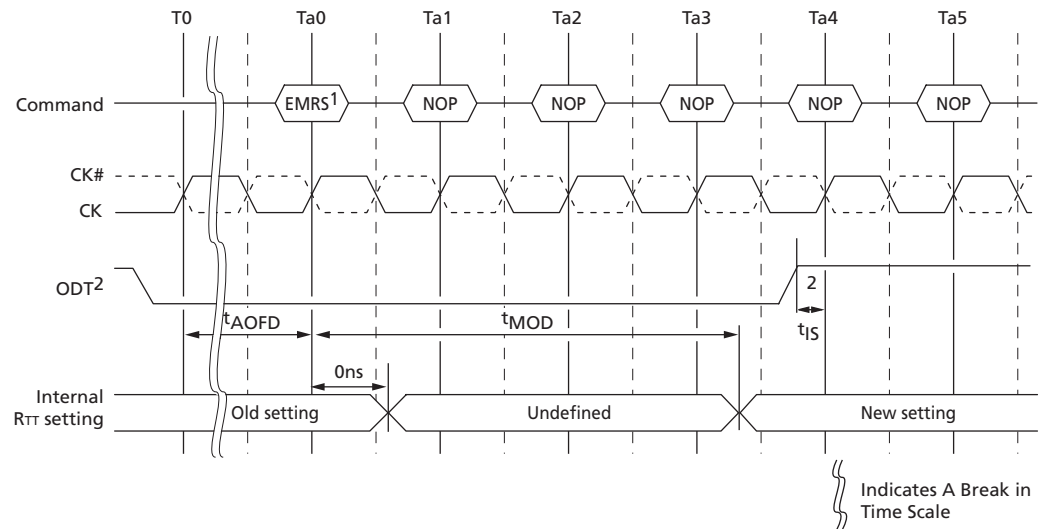 T0 Ta0 Ta1 Ta2 Ta3 Ta4 Ta5
Command EMRS1 NOP NOP NOP NOP NOP
CK#
CK
ODT2
2
tAOFD tMOD tIS
0ns
Internal
RTT setting Old setting Undefined New setting
Indicates A Break in
Time Scale